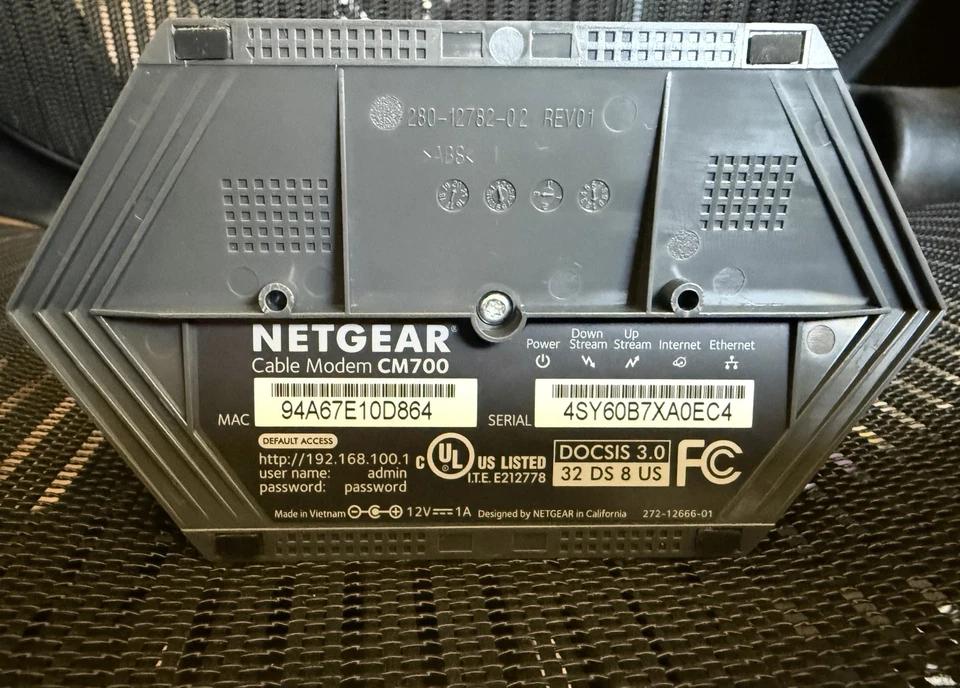 280-12782-02 REV01
>ABS<
NETGEAR®
Cable Modem CM700
Power
Down Stream
Up Stream
Internet
Ethernet
MAC 94A67E10D864
SERIAL 4SY60B7XA0EC4
DEFAULT ACCESS
http://192.168.100.1
user name: admin
password: password
C UL US LISTED
I.T.E. E212778
DOCSIS 3.0
32 DS 8 US
FC
Made in Vietnam 12V 1A Designed by NETGEAR in California 272-12666-01